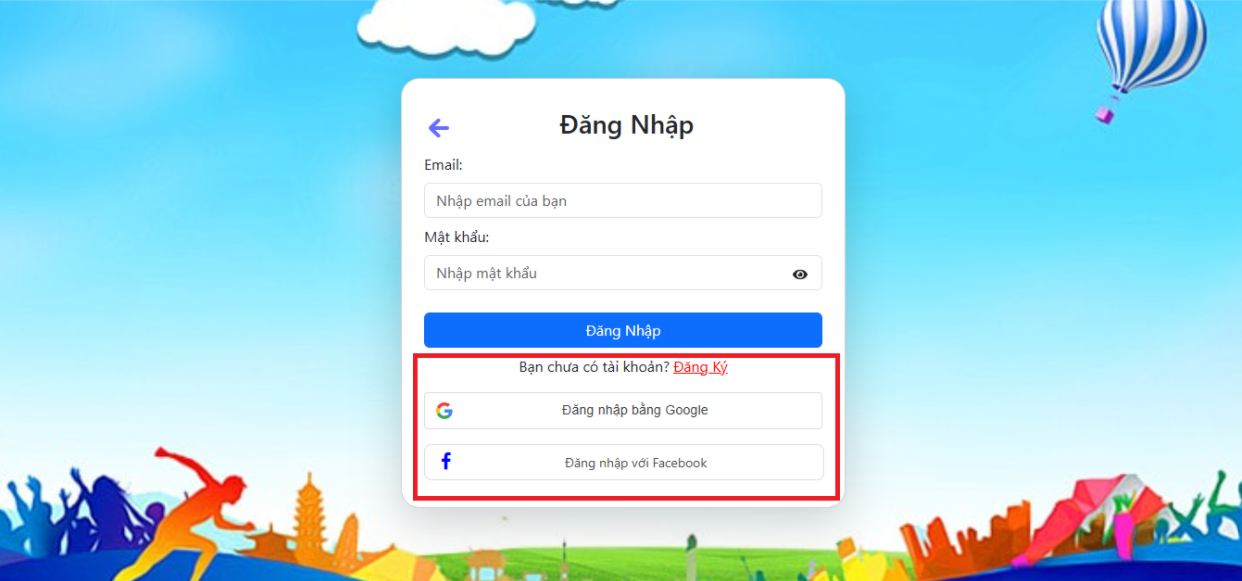 Đăng Nhập
Email:
Nhập email của bạn
Mật khẩu:
Nhập mật khẩu
Đăng Nhập
Bạn chưa có tài khoản? Đăng Ký
Đăng nhập bằng Google
Đăng nhập với Facebook